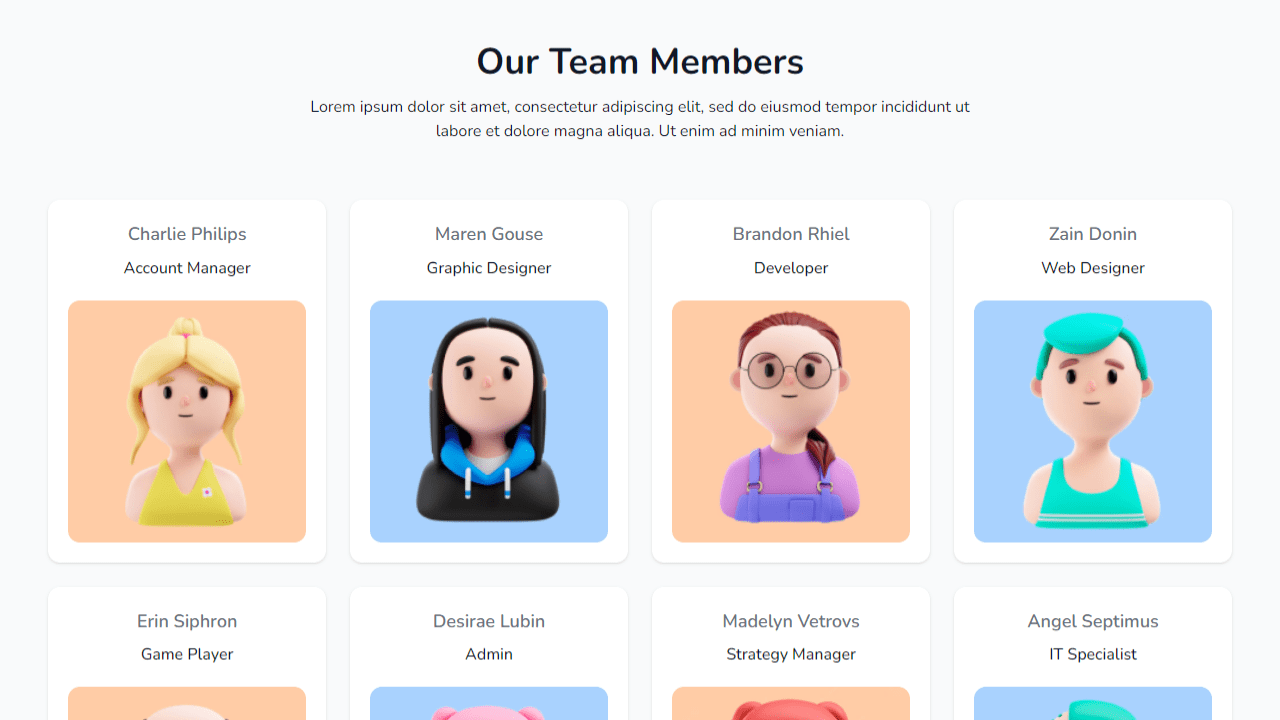 Our Team Members
Lorem ipsum dolor sit amet, consectetur adipiscing elit, sed do eiusmod tempor incididunt ut
labore et dolore magna aliqua. Ut enim ad minim veniam.
Charlie Philips
Account Manager
Maren Gouse
Graphic Designer
Brandon Rhiel
Developer
Zain Donin
Web Designer
Erin Siphron
Game Player
Desirae Lubin
Admin
Madelyn Vetrovs
Strategy Manager
Angel Septimus
IT Specialist